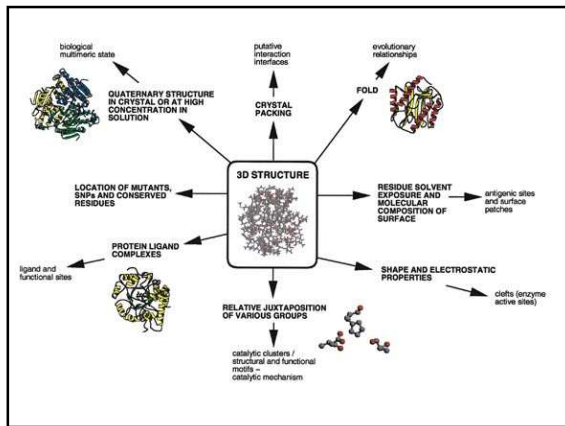 biological
multimeric state
putative
interaction
interfaces
evolutionary
relationships
QUATERNARY STRUCTURE
IN CRYSTAL OR AT HIGH
CONCENTRATION IN
SOLUTION
CRYSTAL
PACKING
FOLD
3D STRUCTURE
LOCATION OF MUTANTS,
SNPs AND CONSERVED
RESIDUES
RESIDUE SOLVENT
EXPOSURE AND
MOLECULAR
COMPOSITION OF
SURFACE
antigenic sites
and surface
patches
PROTEIN LIGAND
COMPLEXES
ligand and
functional sites
SHAPE AND ELECTROSTATIC
PROPERTIES
clefts (enzyme
active sites)
RELATIVE JUXTAPOSITION
OF VARIOUS GROUPS
catalytic clusters /
structural and functional
motifs –
catalytic mechanism